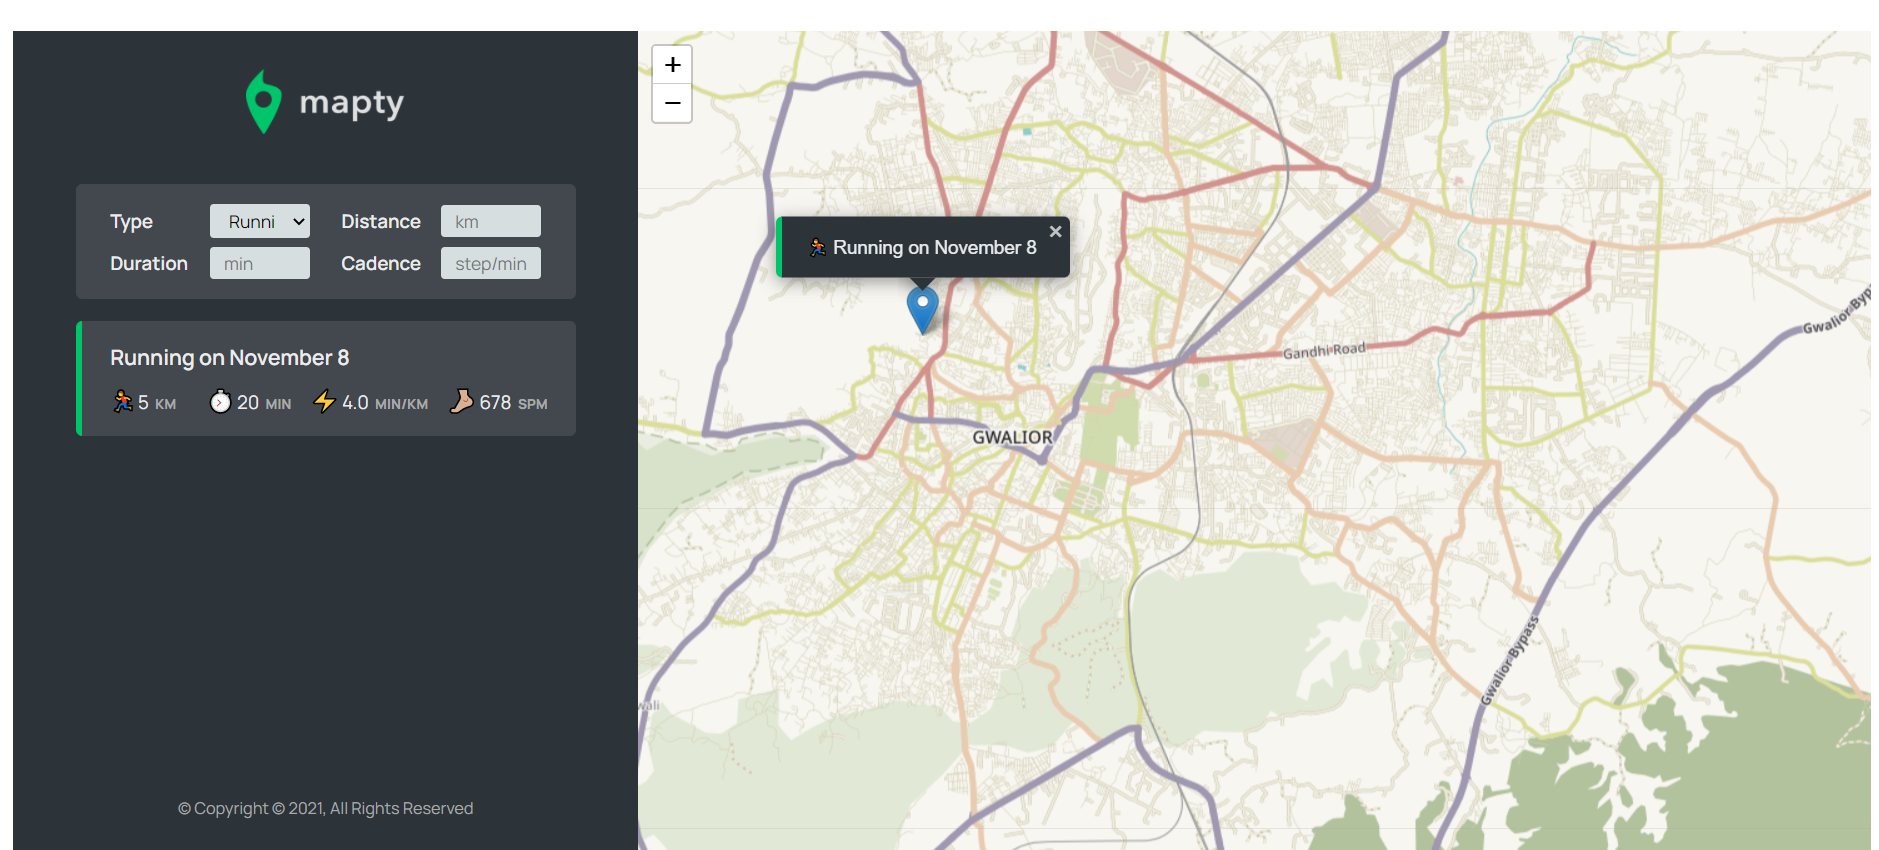 mapty
Type Runni Distance km
Duration min Cadence step/min
Running on November 8
5 KM 20 MIN 4.0 MIN/KM 678 SPM
© Copyright © 2021, All Rights Reserved
+
−
Running on November 8 ×
Gwalior Byp
Gandhi Road
GWALIOR
Gwalior Bypass
wali